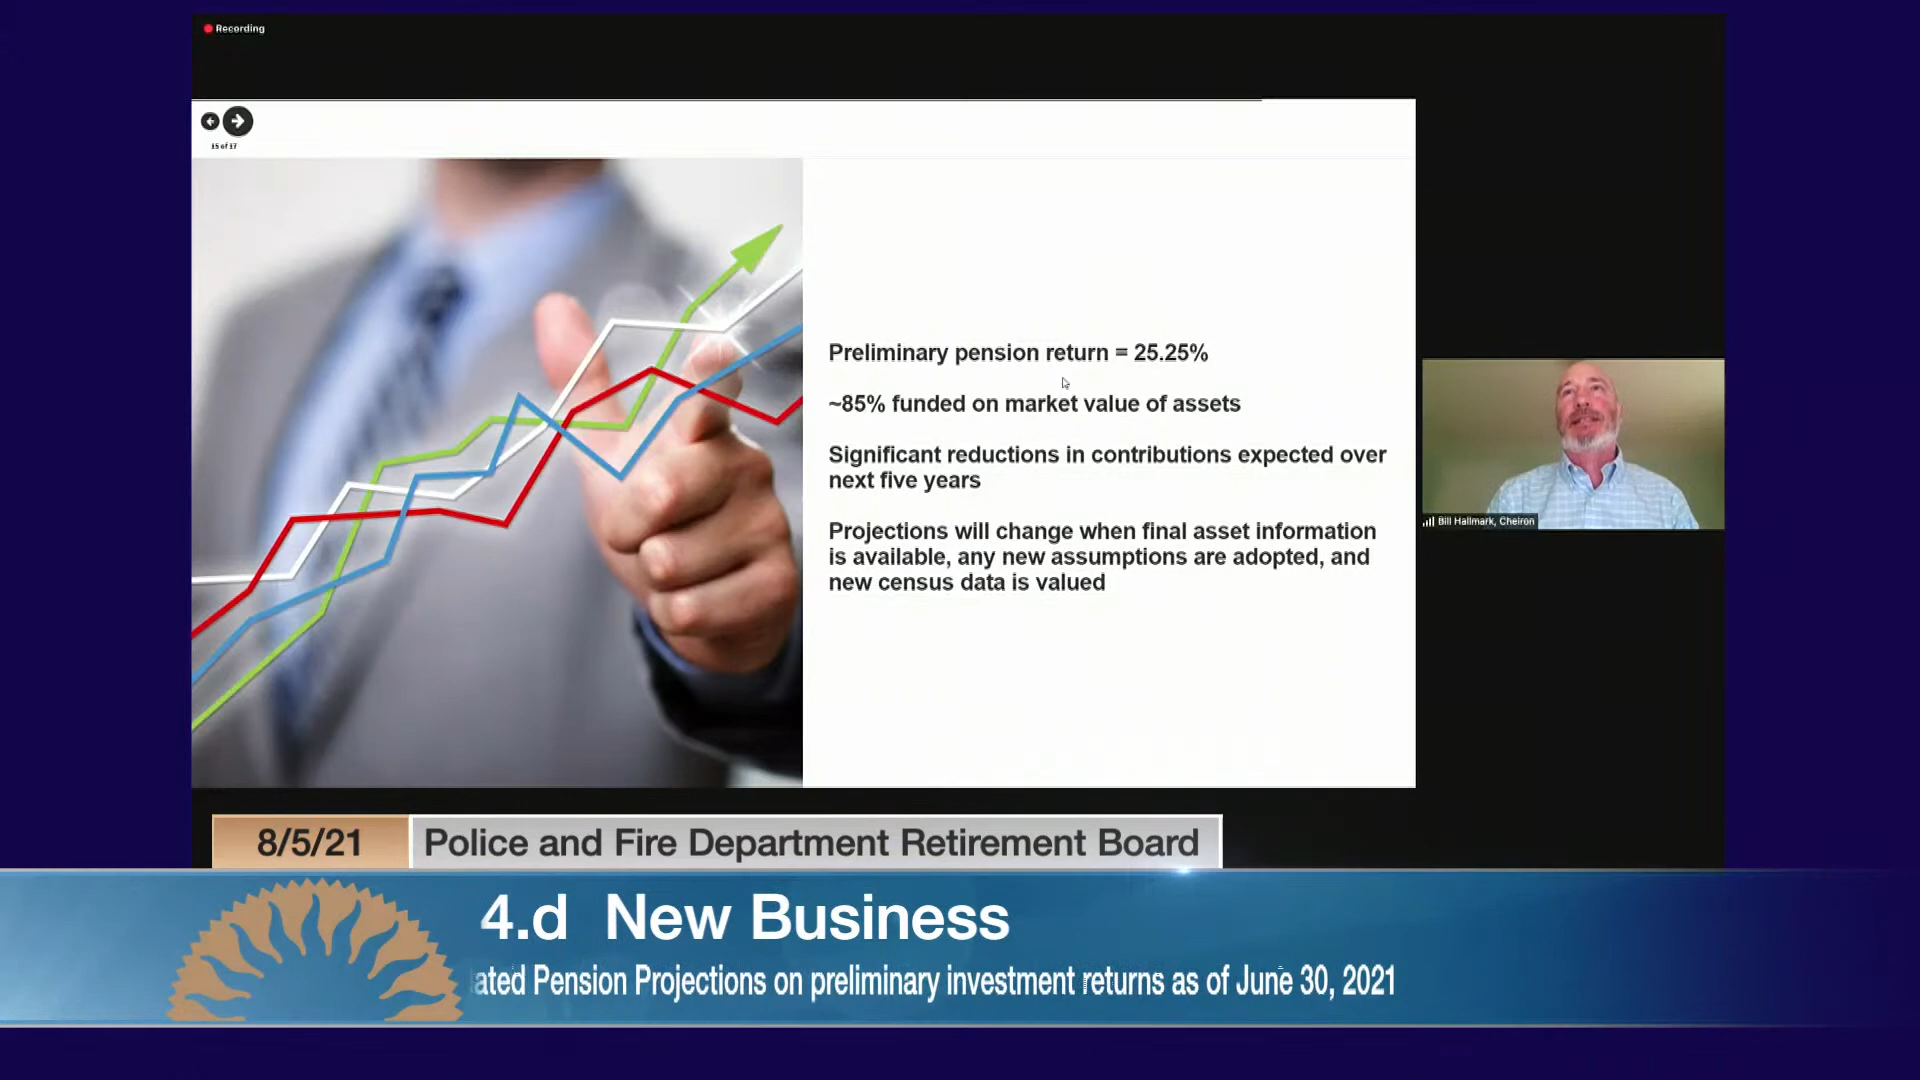 Recording
15 of 17
Preliminary pension return = 25.25%
~85% funded on market value of assets
Significant reductions in contributions expected over
next five years
Projections will change when final asset information
is available, any new assumptions are adopted, and
new census data is valued
Bill Hallmark, Cheiron
8/5/21 Police and Fire Department Retirement Board
4.d New Business
ated Pension Projections on preliminary investment returns as of June 30, 2021